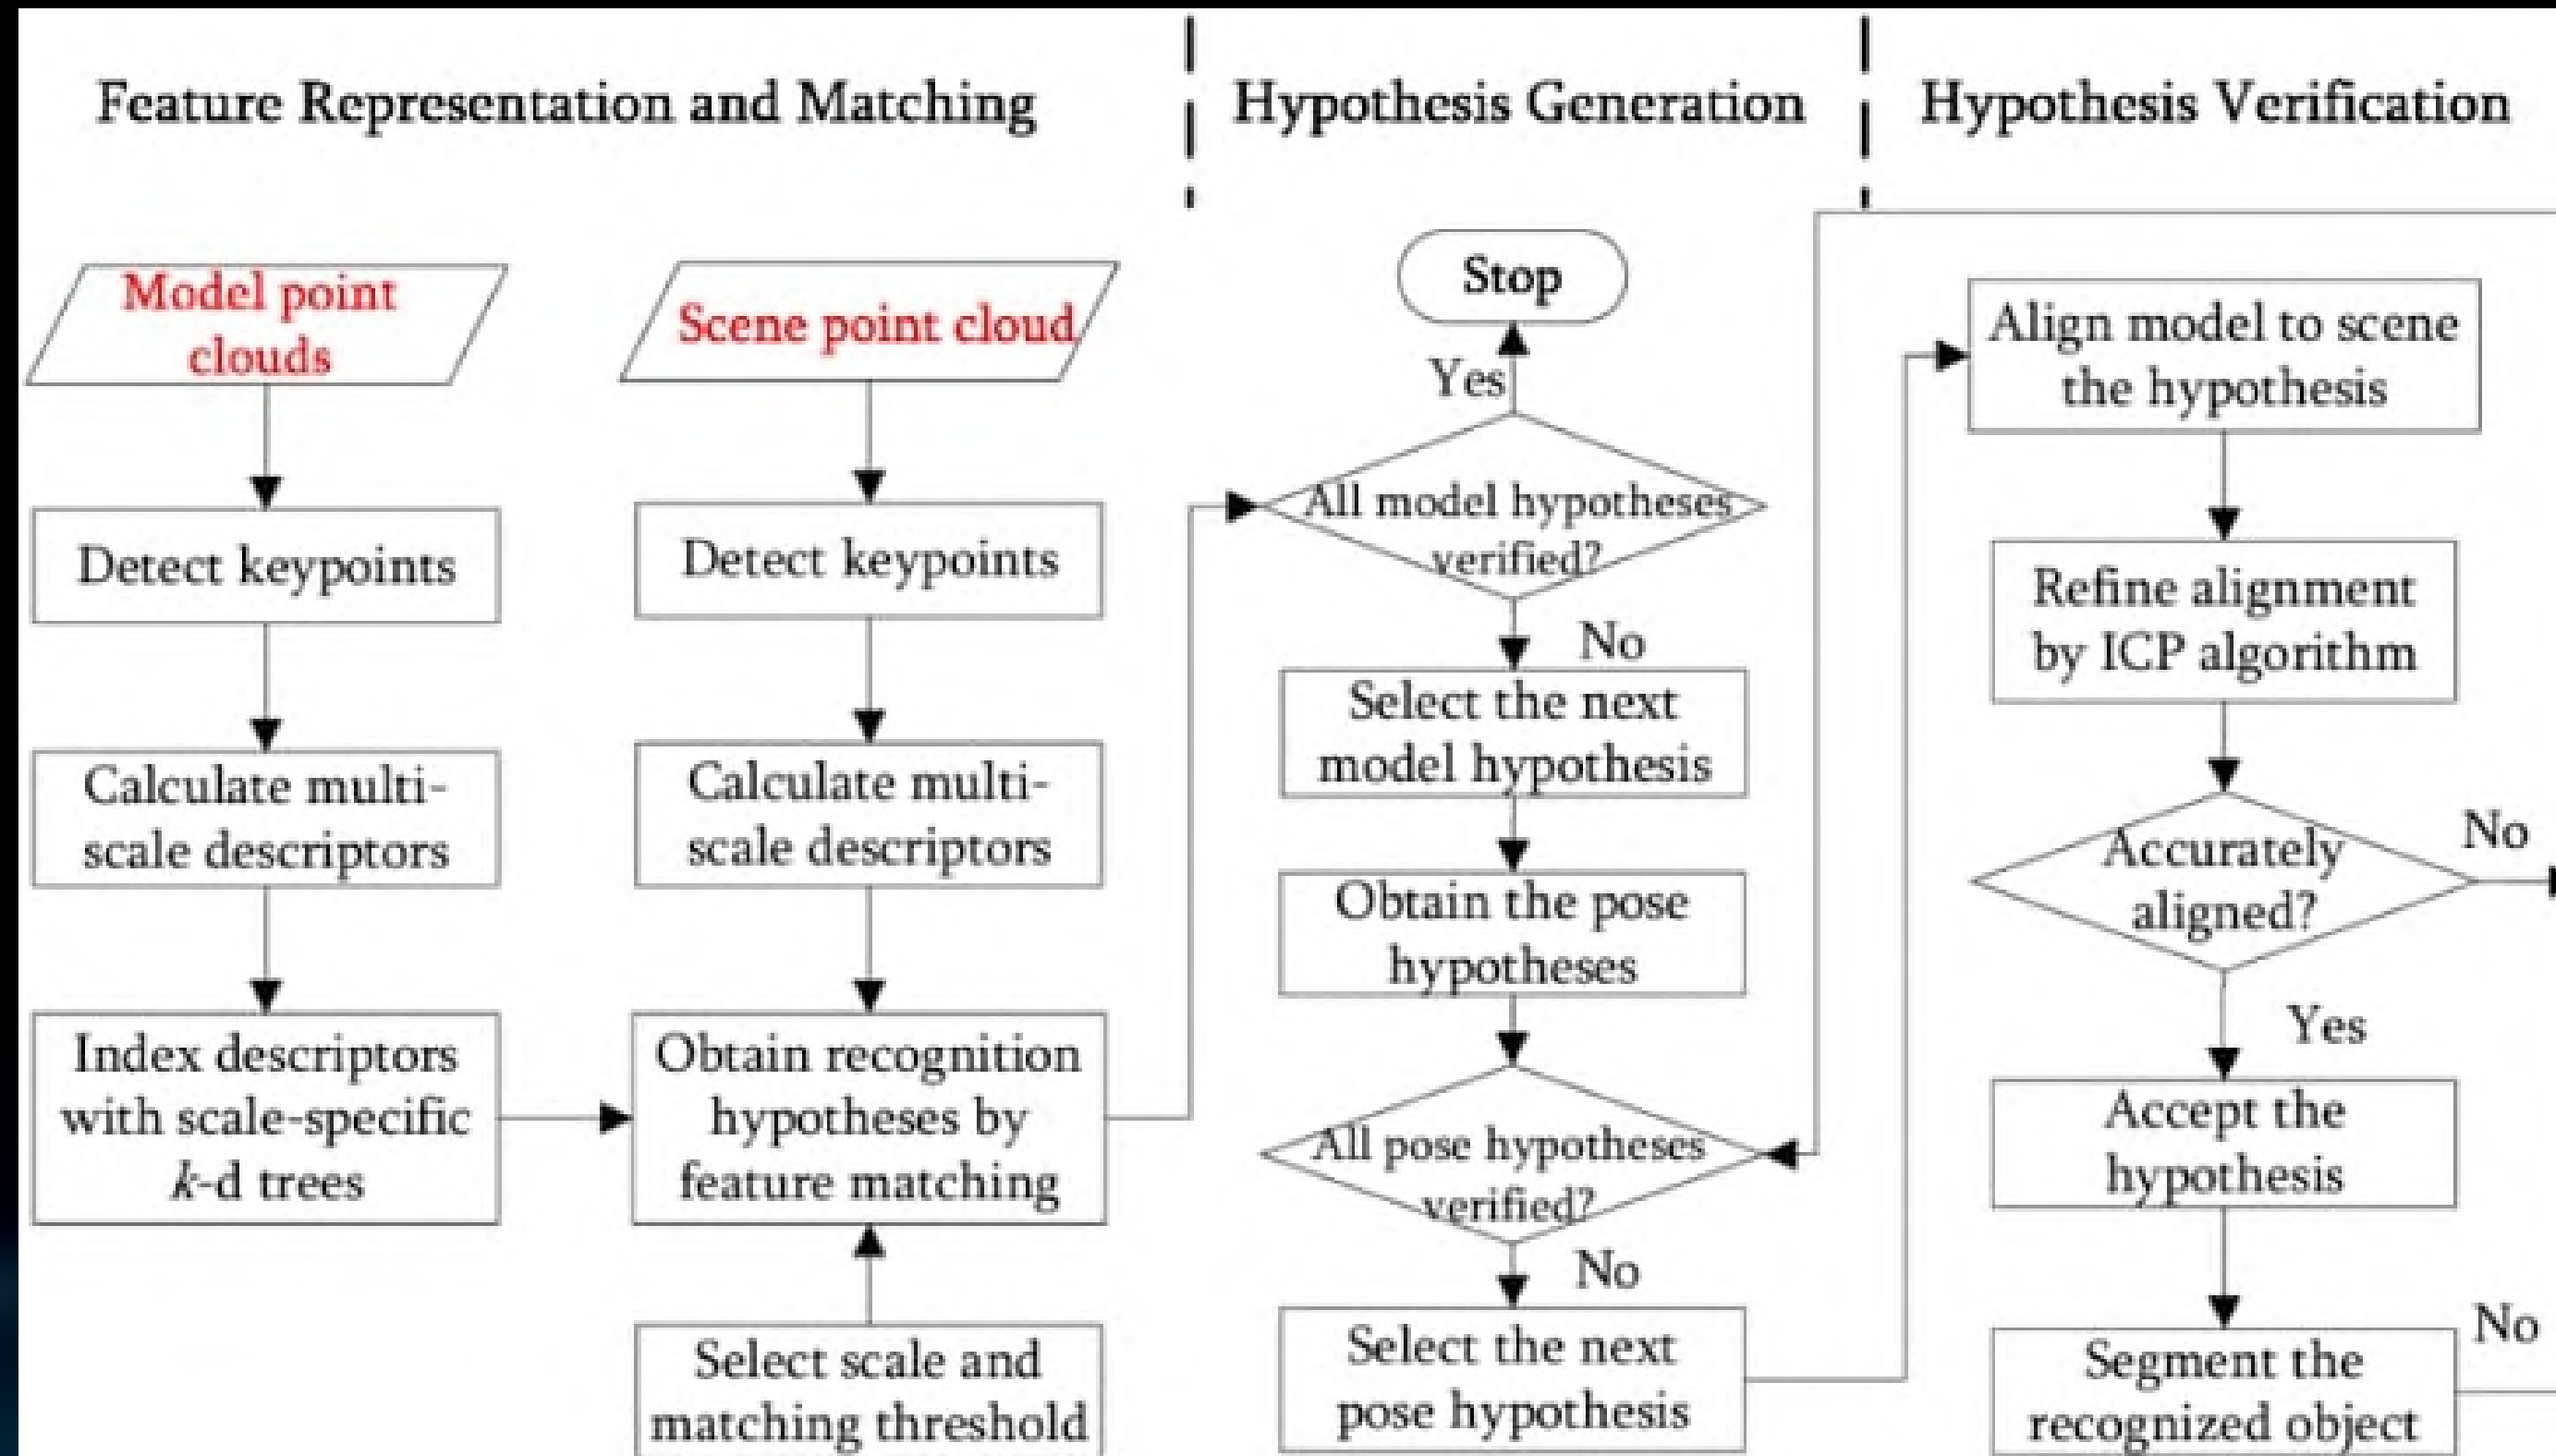 Feature Representation and Matching
Hypothesis Generation
Hypothesis Verification
Model point
clouds
Detect keypoints
Calculate multi-
scale descriptors
Index descriptors
with scale-specific
k-d trees
Scene point cloud
Detect keypoints
Calculate multi-
scale descriptors
Obtain recognition
hypotheses by
feature matching
Select scale and
matching threshold
Stop
Yes
All model hypotheses
verified?
No
Select the next
model hypothesis
Obtain the pose
hypotheses
All pose hypotheses
verified?
No
Select the next
pose hypothesis
Align model to scene
the hypothesis
Refine alignment
by ICP algorithm
Accurately
aligned?
No
Yes
Accept the
hypothesis
Segment the
recognized object
No